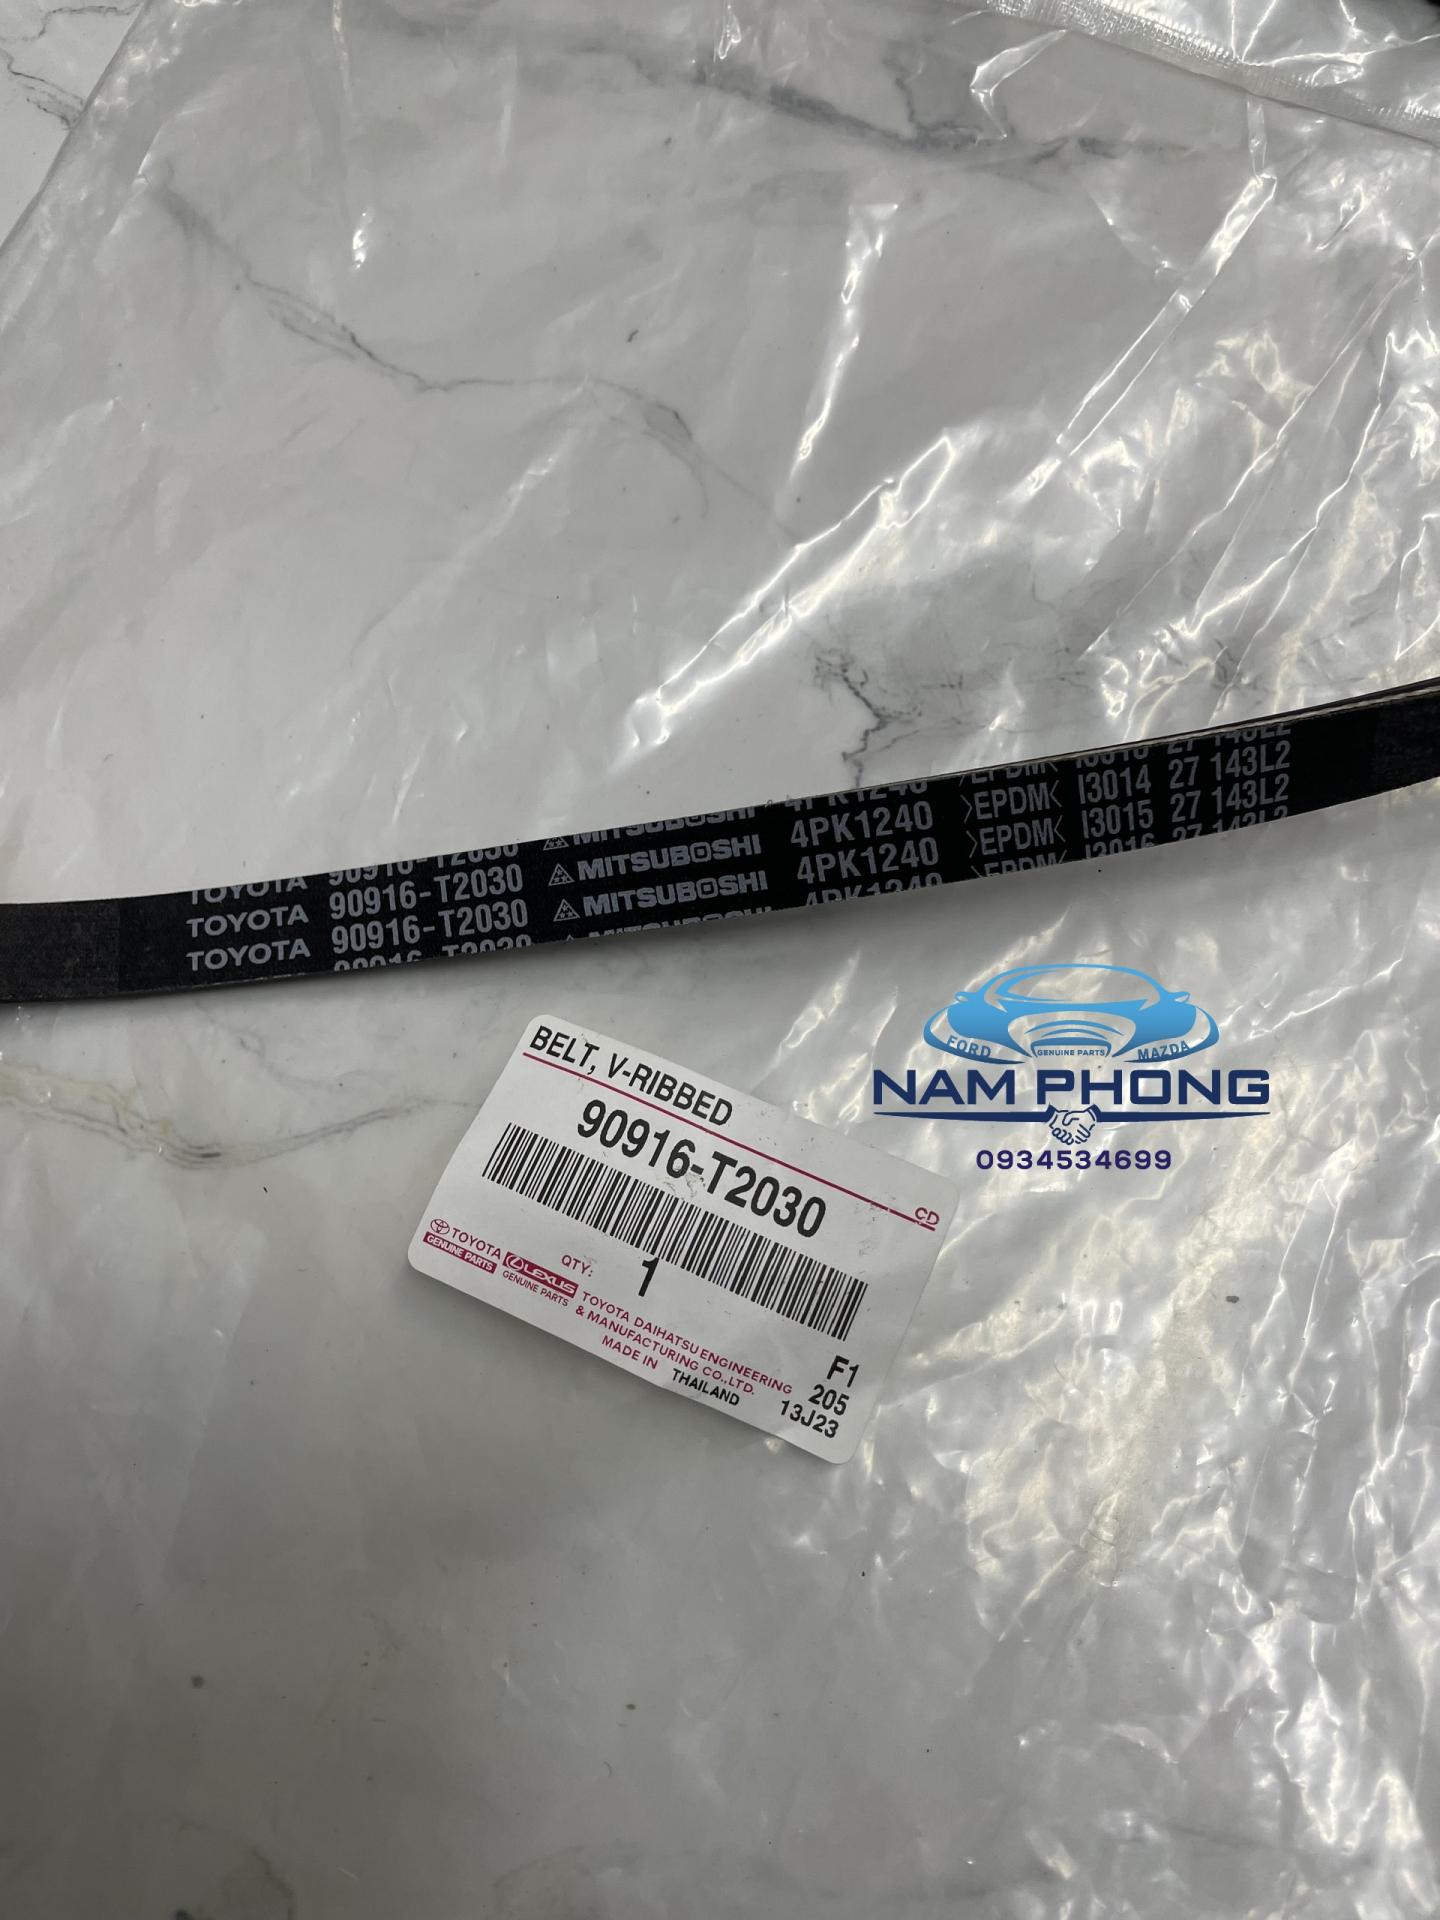 TOYOTA 90916-T2030 MITSUBOSHI 4PK1240 >EPDM< I3014 27 143L2
TOYOTA 90916-T2030 MITSUBOSHI 4PK1240 >EPDM< I3015 27 143L2
FORD GENUINE PARTS MAZDA
NAM PHONG
0934534699
BELT, V-RIBBED
90916-T2030
CD
TOYOTA
GENUINE PARTS
LEXUS
GENUINE PARTS
QTY: 1
TOYOTA DAIHATSU ENGINEERING
& MANUFACTURING CO.,LTD.
MADE IN THAILAND
F1
205
13J23